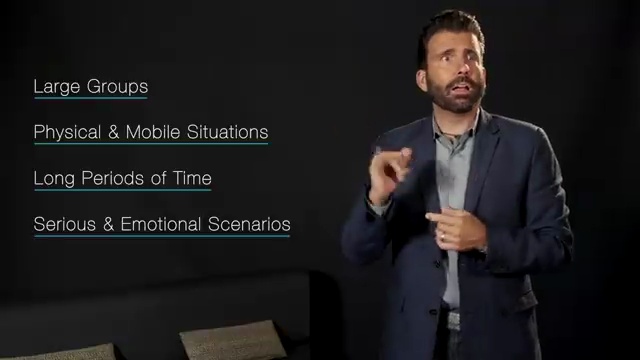 Large Groups
Physical & Mobile Situations
Long Periods of Time
Serious & Emotional Scenarios